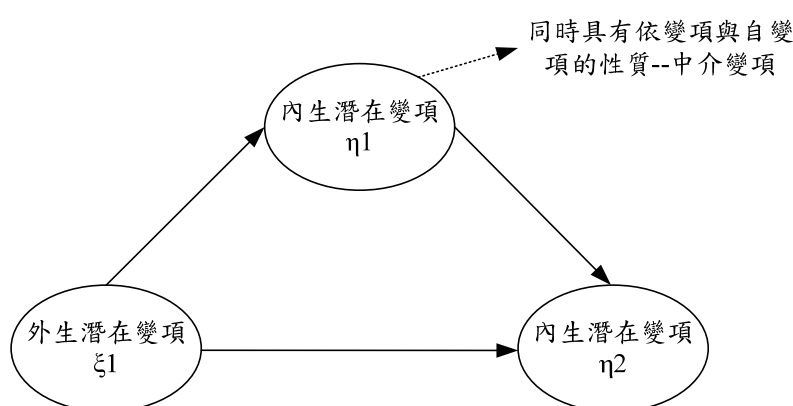 同時具有依變項與自變
項的性質--中介變項
內生潛在變項
η1
外生潛在變項
ξ1
內生潛在變項
η2